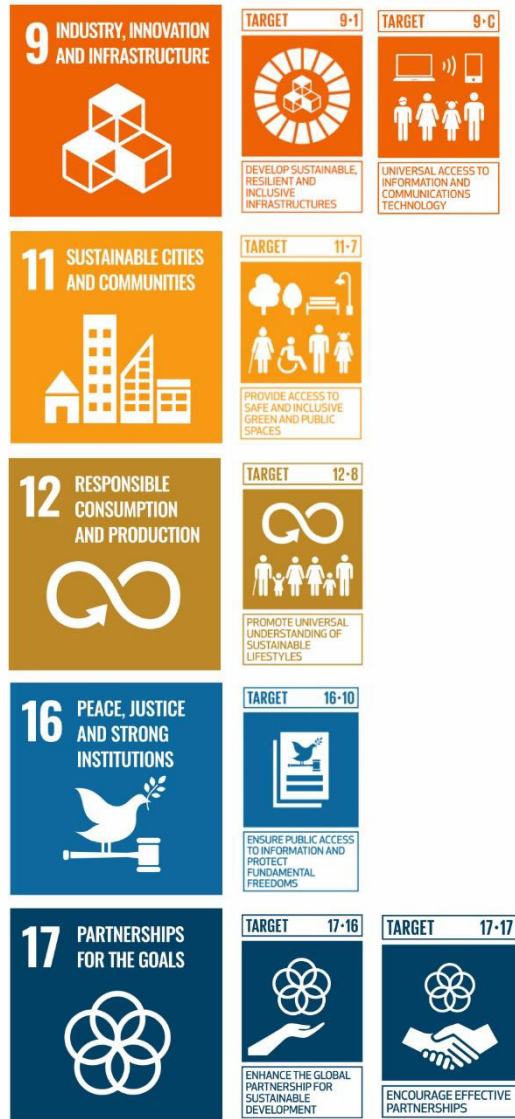 9 INDUSTRY, INNOVATION
AND INFRASTRUCTURE
TARGET 9·1
DEVELOP SUSTAINABLE,
RESILIENT AND
INCLUSIVE
INFRASTRUCTURES
TARGET 9·C
UNIVERSAL ACCESS TO
INFORMATION AND
COMMUNICATIONS
TECHNOLOGY
11 SUSTAINABLE CITIES
AND COMMUNITIES
TARGET 11·7
PROVIDE ACCESS TO
SAFE AND INCLUSIVE
GREEN AND PUBLIC
SPACES
12 RESPONSIBLE
CONSUMPTION
AND PRODUCTION
TARGET 12·8
PROMOTE UNIVERSAL
UNDERSTANDING OF
SUSTAINABLE
LIFESTYLES
16 PEACE, JUSTICE
AND STRONG
INSTITUTIONS
TARGET 16·10
ENSURE PUBLIC ACCESS
TO INFORMATION AND
PROTECT
FUNDAMENTAL
FREEDOMS
17 PARTNERSHIPS
FOR THE GOALS
TARGET 17·16
ENHANCE THE GLOBAL
PARTNERSHIP FOR
SUSTAINABLE
DEVELOPMENT
TARGET 17·17
ENCOURAGE EFFECTIVE
PARTNERSHIPS